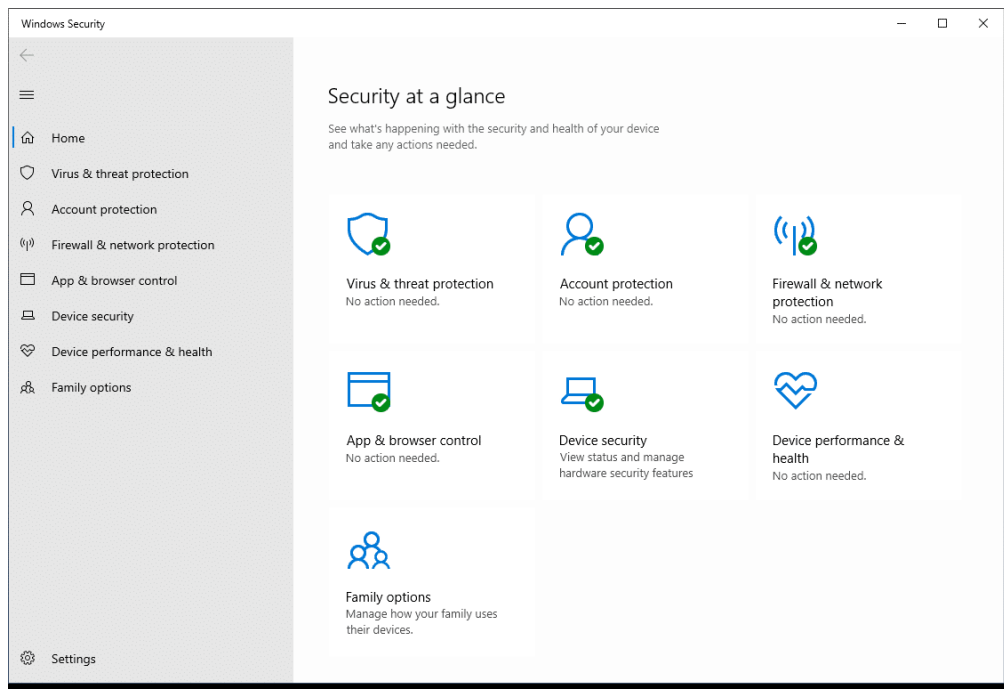 Windows Security
Home
Virus & threat protection
Account protection
Firewall & network protection
App & browser control
Device security
Device performance & health
Family options
Settings
Security at a glance
See what's happening with the security and health of your device
and take any actions needed.
Virus & threat protection
No action needed.
Account protection
No action needed.
Firewall & network
protection
No action needed.
App & browser control
No action needed.
Device security
View status and manage
hardware security features
Device performance &
health
No action needed.
Family options
Manage how your family uses
their devices.